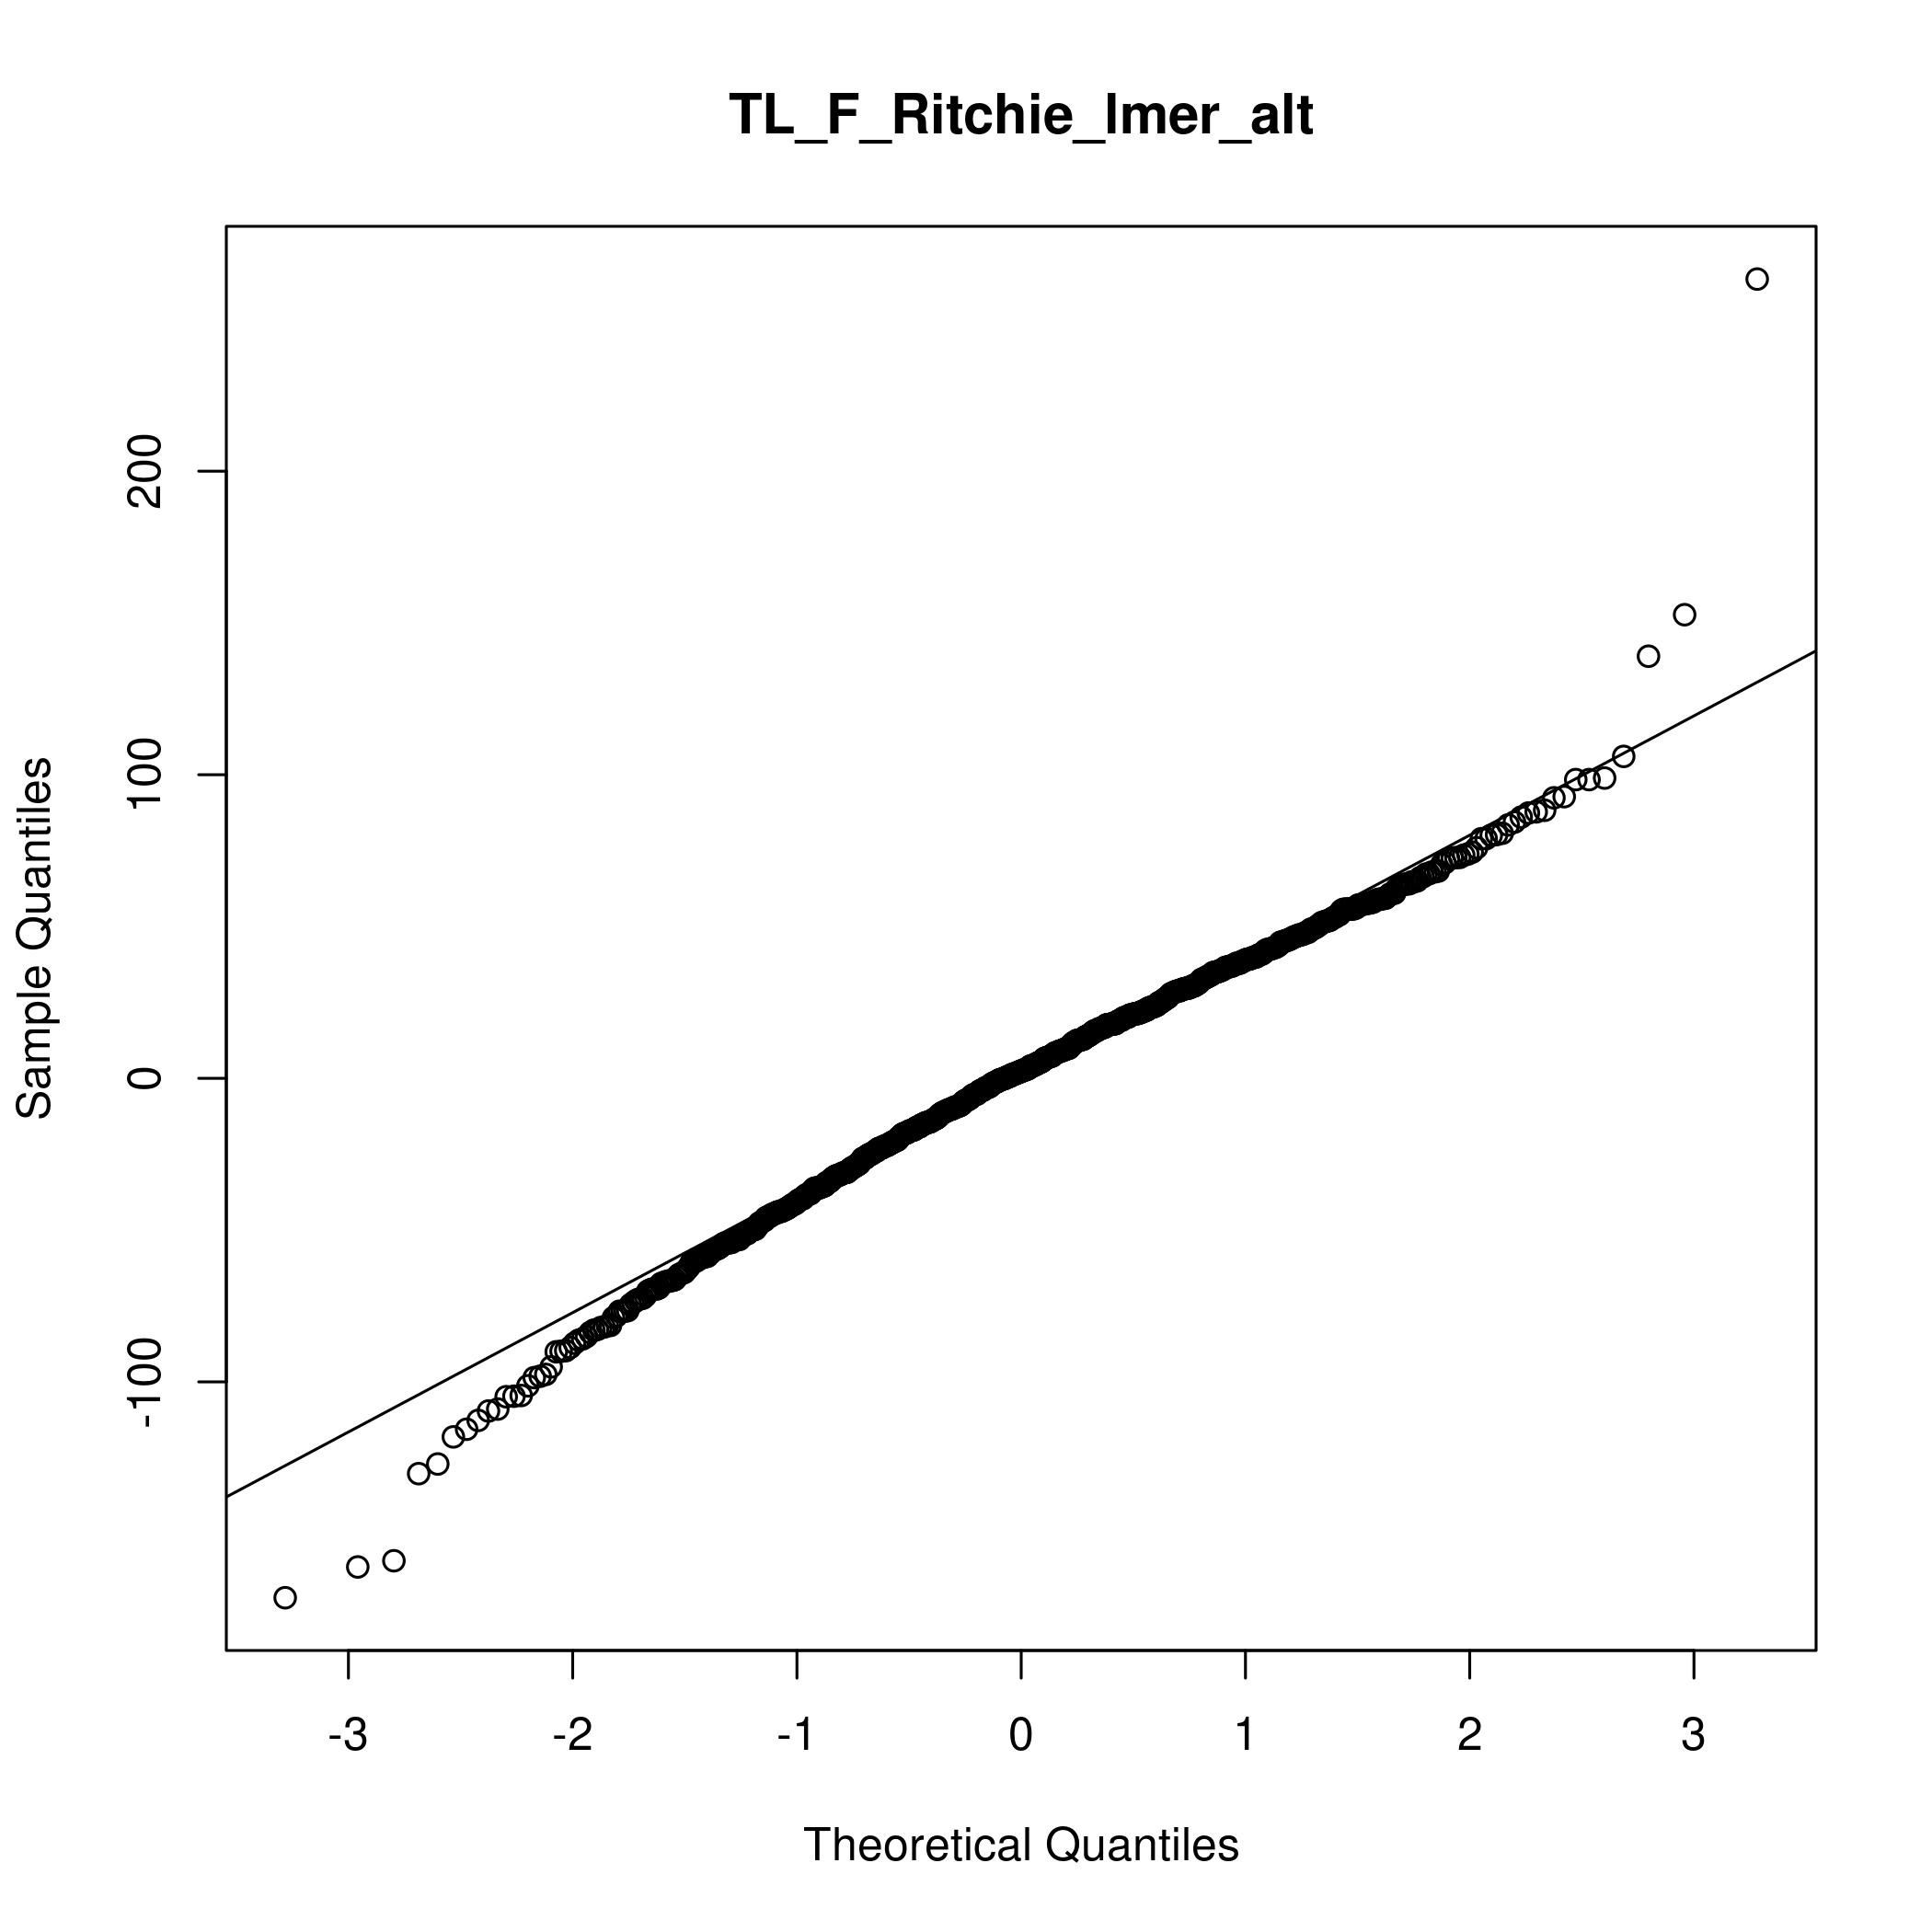 TL_F_Ritchie_lmer_alt
200
100
0
-100
Sample Quantiles
-3 -2 -1 0 1 2 3
Theoretical Quantiles